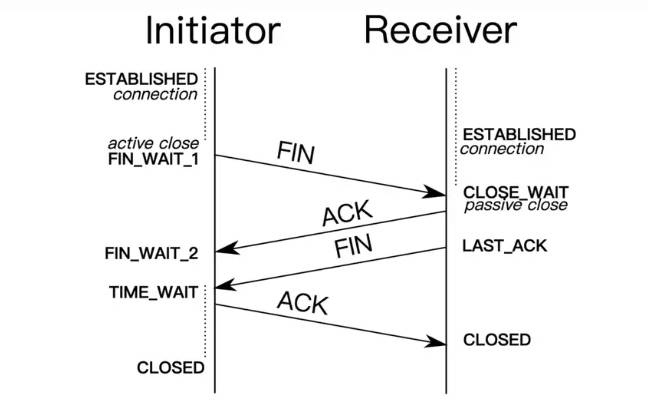 Initiator
Receiver
ESTABLISHED
connection
active close
FIN_WAIT_1
FIN
ESTABLISHED
connection
CLOSE_WAIT
passive close
ACK
FIN
FIN_WAIT_2
LAST_ACK
TIME_WAIT
ACK
CLOSED
CLOSED